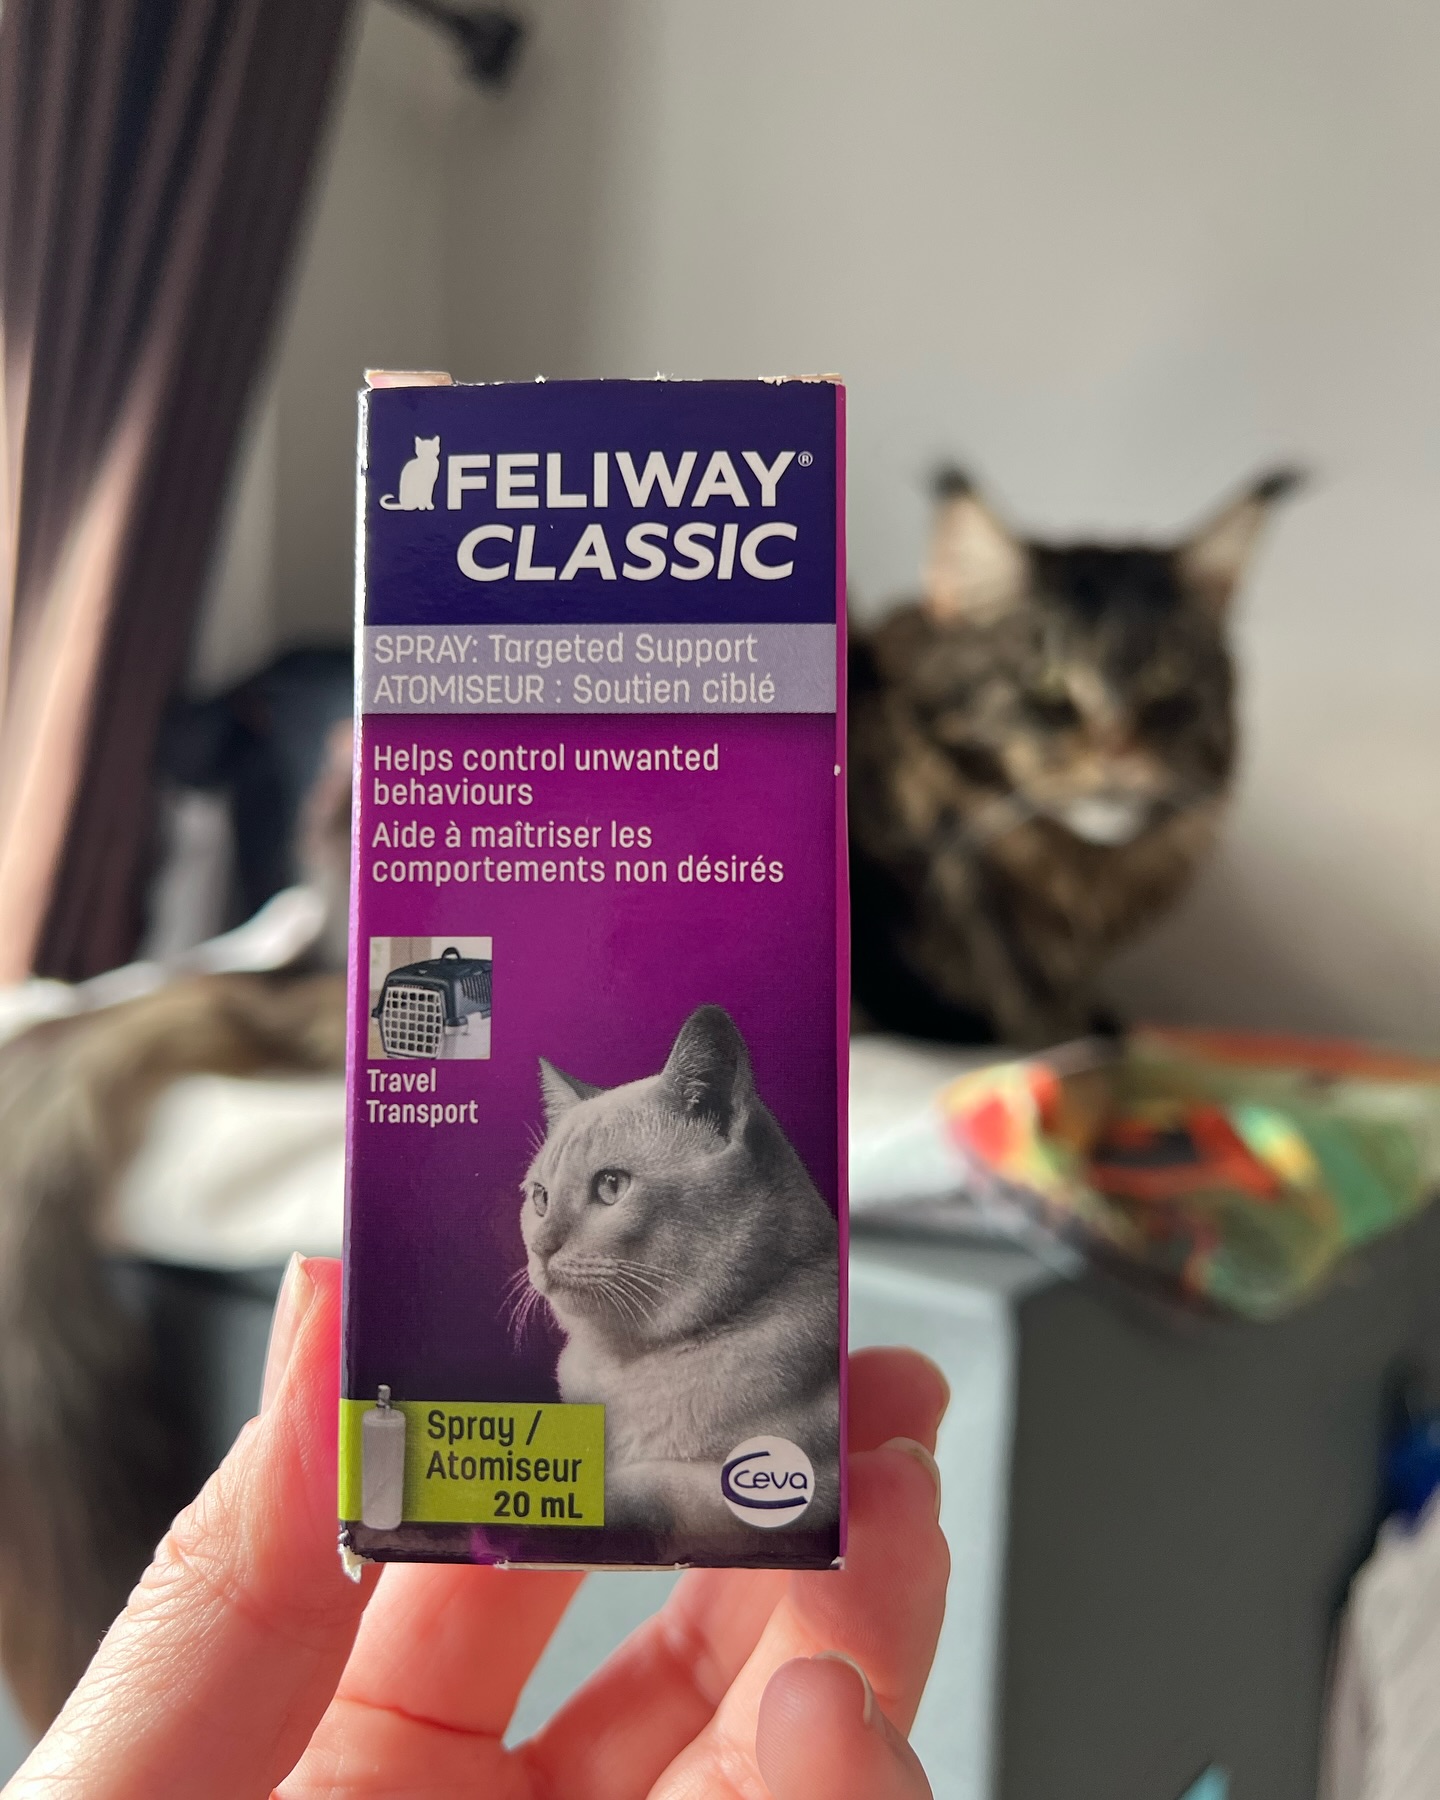 FELIWAY®
CLASSIC
SPRAY: Targeted Support
ATOMISEUR : Soutien ciblé
Helps control unwanted
behaviours
Aide à maîtriser les
comportements non désirés
Travel
Transport
Spray /
Atomiseur
20 mL
Ceva